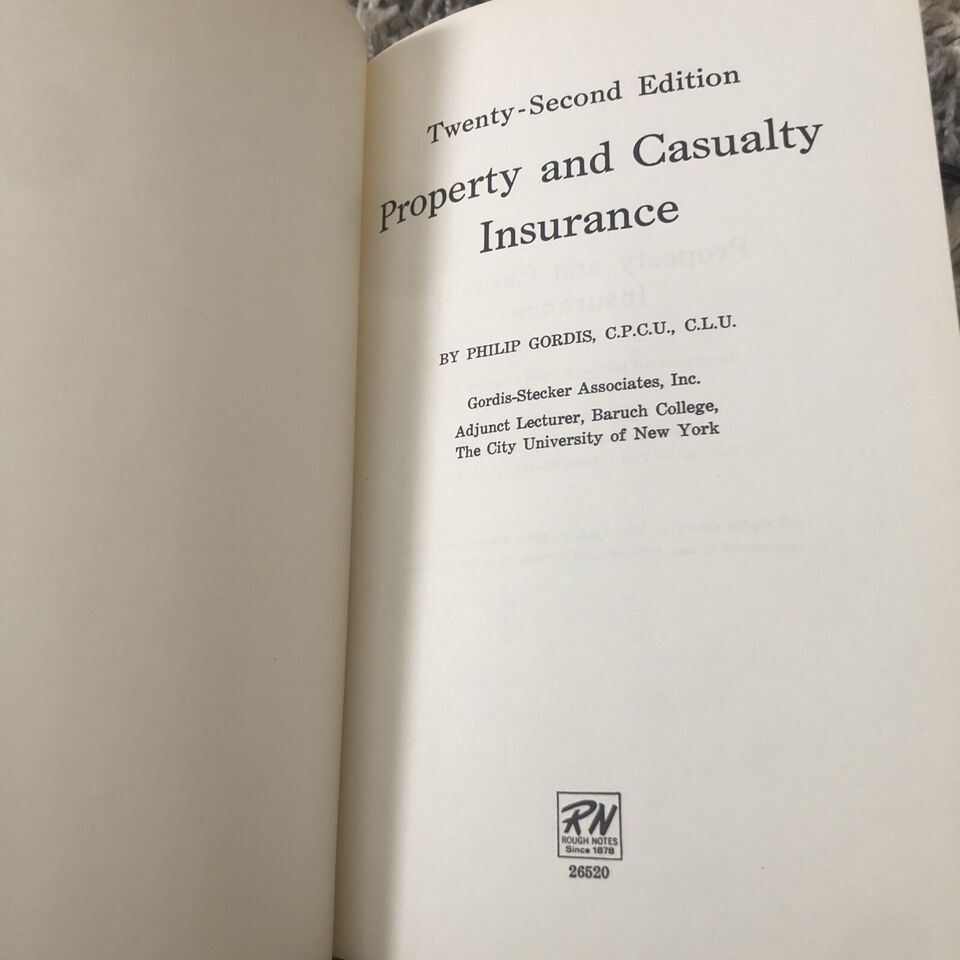 Twenty-Second Edition
Property and Casualty
Insurance
BY PHILIP GORDIS, C.P.C.U., C.L.U.
Gordis-Stecker Associates, Inc.
Adjunct Lecturer, Baruch College,
The City University of New York
RN
ROUGH NOTES
Since 1878
26520